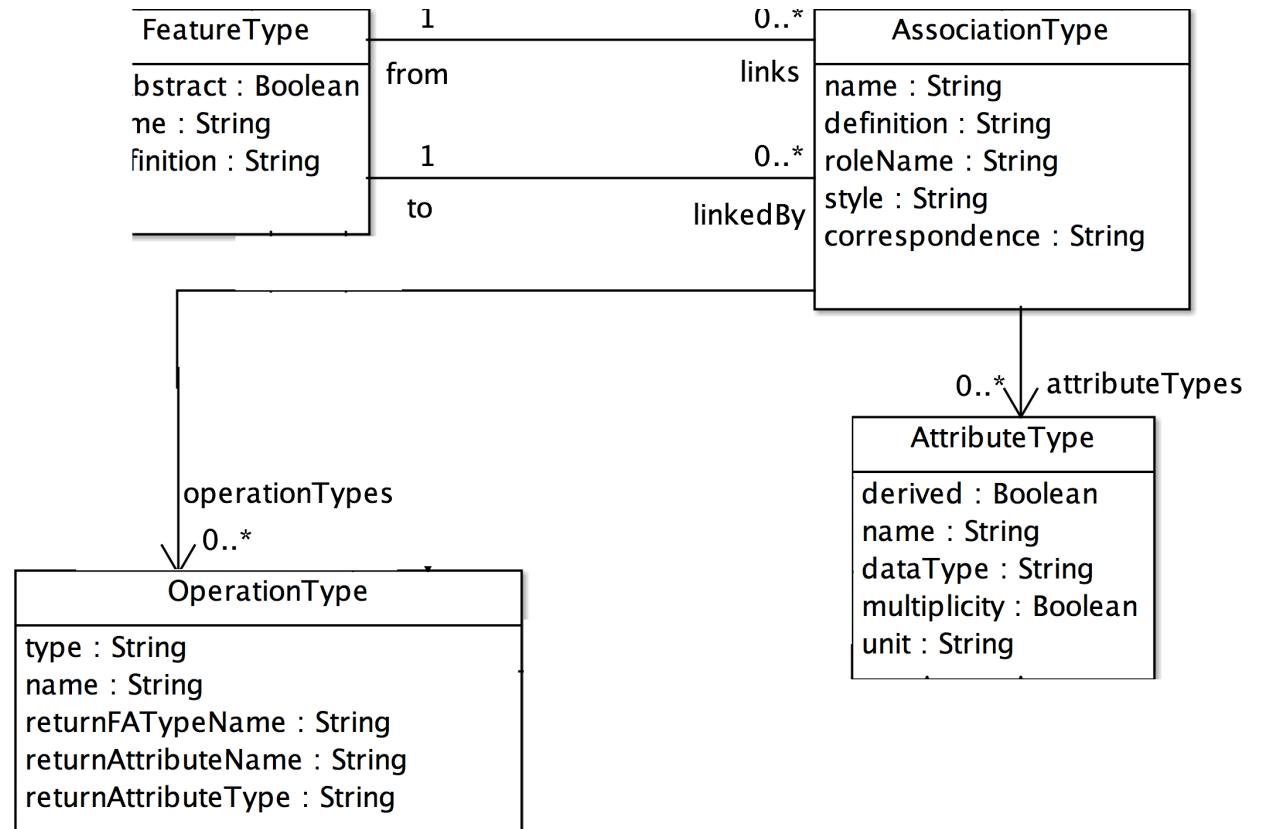 FeatureType
bstract : Boolean
me : String
finition : String
1
0..*
from
links
1
0..*
to
linkedBy
AssociationType
name : String
definition : String
roleName : String
style : String
correspondence : String
0..*
attributeTypes
AttributeType
derived : Boolean
name : String
dataType : String
multiplicity : Boolean
unit : String
operationTypes
0..*
OperationType
type : String
name : String
returnFATypeName : String
returnAttributeName : String
returnAttributeType : String